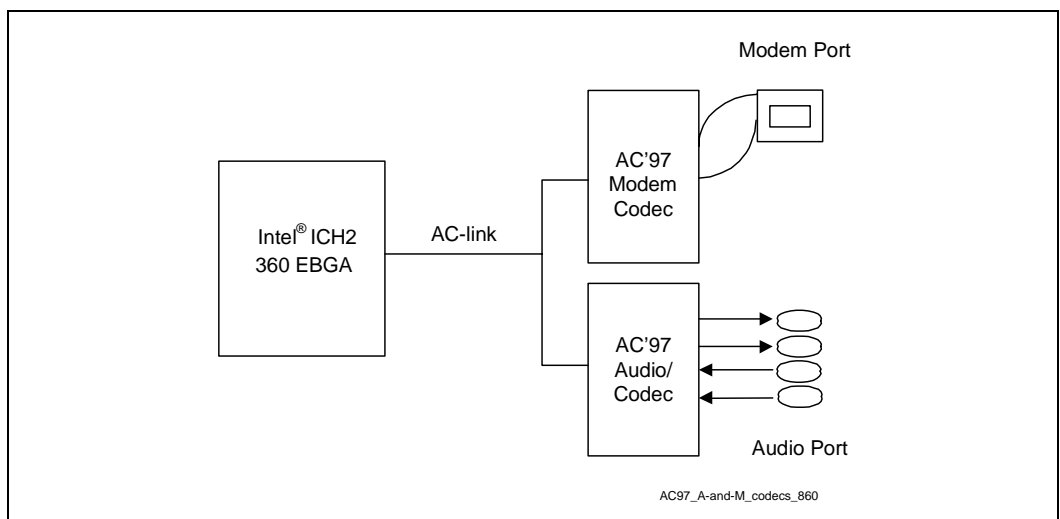 Modem Port
AC'97
Modem
Codec
Intel® ICH2
360 EBGA
AC-link
AC'97
Audio/
Codec
Audio Port
AC97_A-and-M_codecs_860